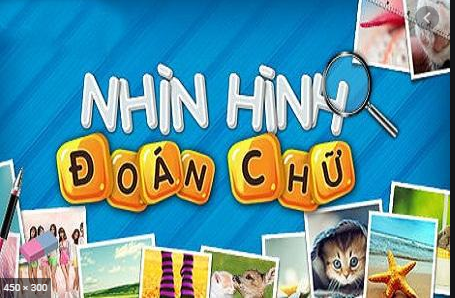 NHÌN HÌNH
ĐOÁN CHỮ
450 × 300